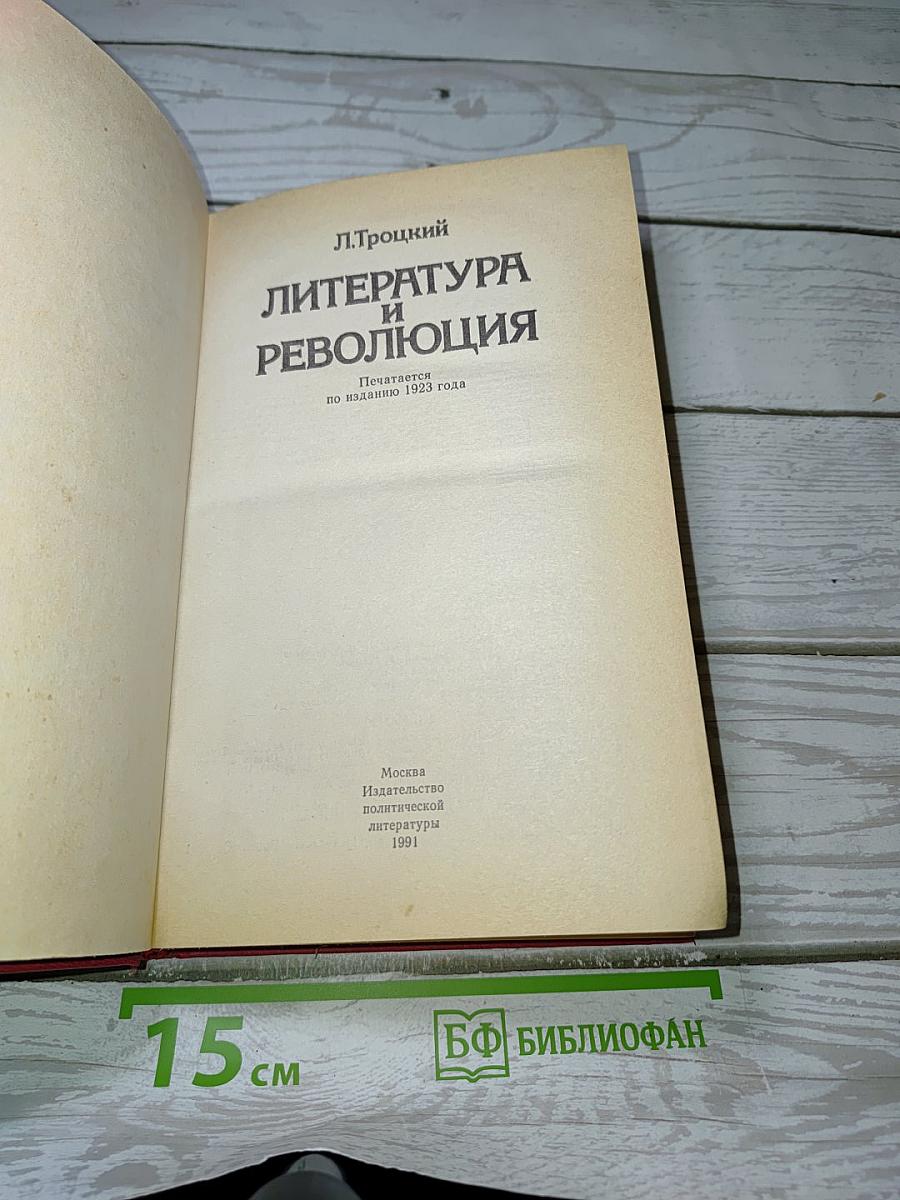 Л.Троцкий
ЛИТЕРАТУРА
И
РЕВОЛЮЦИЯ
Печатается
по изданию 1923 года
Москва
Издательство
политической
литературы
1991
15 см
БФ БИБЛИОФАН